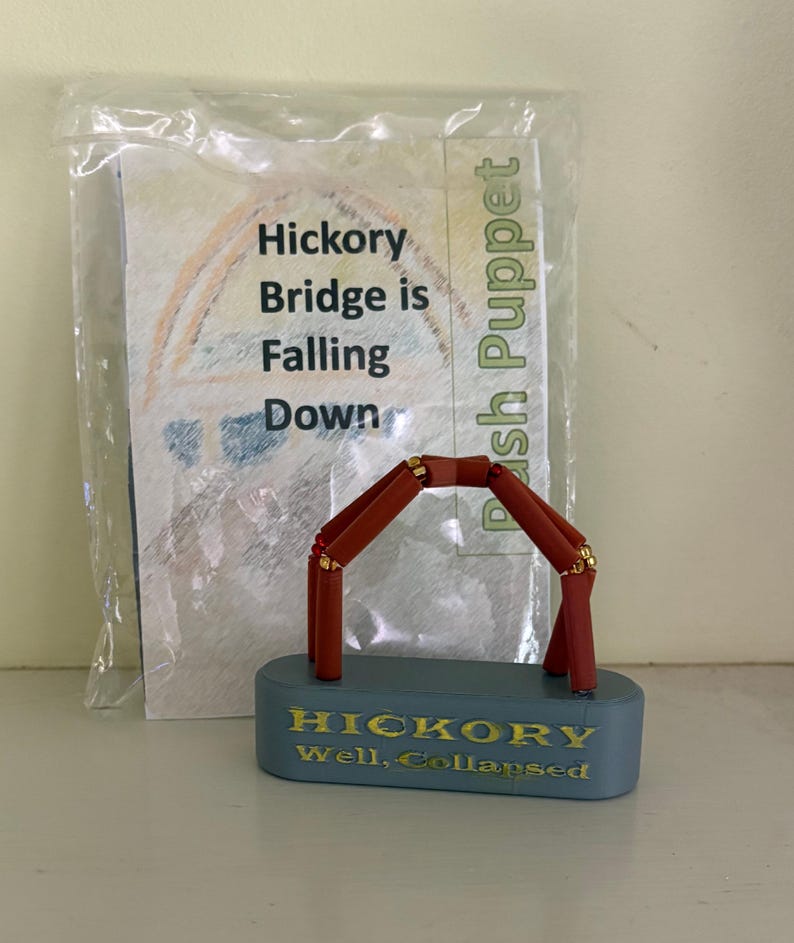 Hickory
Bridge is
Falling
Down
Push Puppet
HICKORY
Well, Collapsed